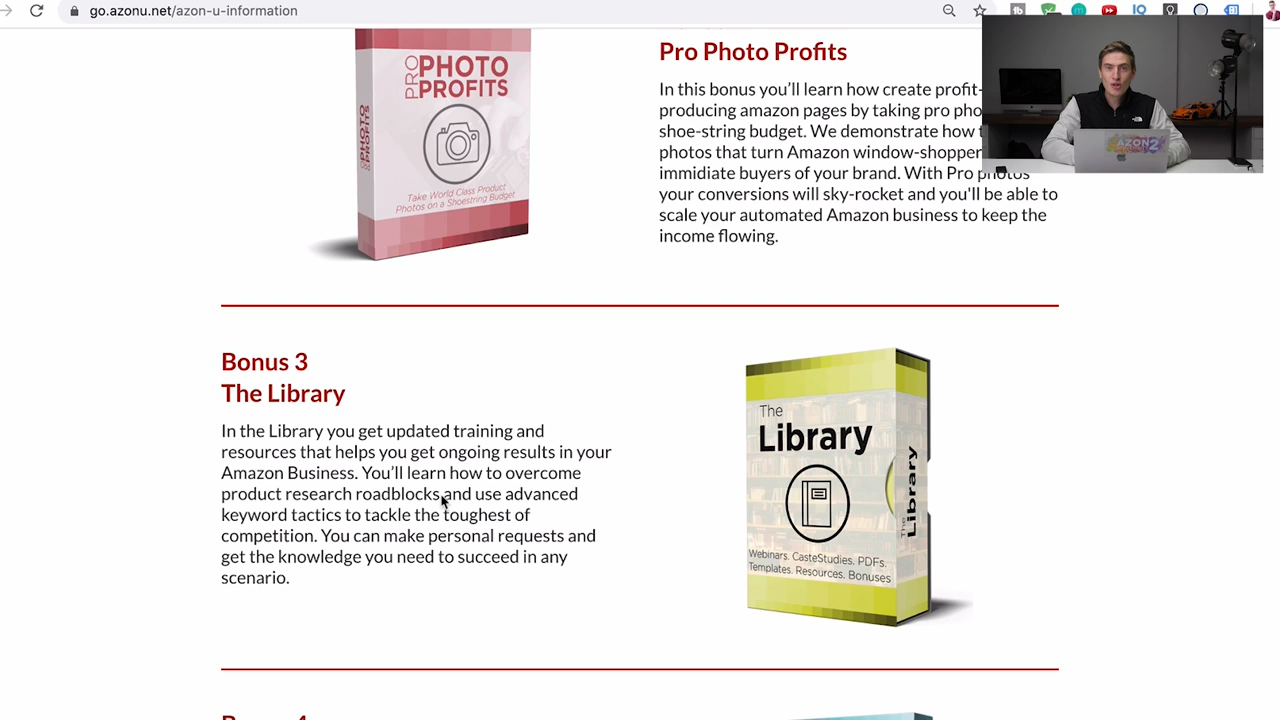 go.azonu.net/azon-u-information
Pro Photo Profits
In this bonus you’ll learn how create profit-
producing amazon pages by taking pro pho
shoe-string budget. We demonstrate how
photos that turn Amazon window-shopper
immidiate buyers of your brand. With Pro photos
your conversions will sky-rocket and you'll be able to
scale your automated Amazon business to keep the
income flowing.
PRO PHOTO
PROFITS
Take World Class Product
Photos on a Shoestring Budget
PHOTO
PROFITS
AZON
Bonus 3
The Library
In the Library you get updated training and
resources that helps you get ongoing results in your
Amazon Business. You’ll learn how to overcome
product research roadblocks and use advanced
keyword tactics to tackle the toughest of
competition. You can make personal requests and
get the knowledge you need to succeed in any
scenario.
The
Library
Webinars. CasteStudies. PDFs.
Templates. Resources. Bonuses
The Library